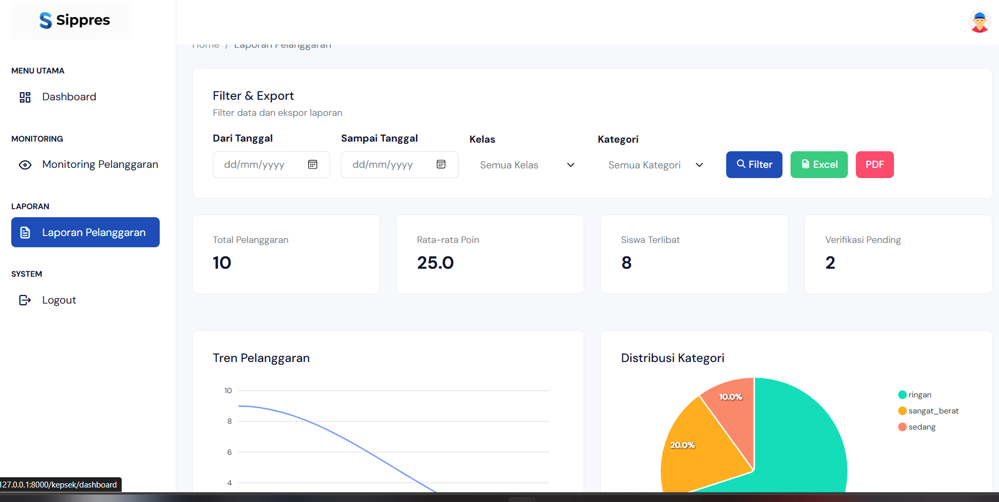 Sippres
MENU UTAMA
Dashboard
MONITORING
Monitoring Pelanggaran
LAPORAN
Laporan Pelanggaran
SYSTEM
Logout
Home / Laporan Pelanggaran
Filter & Export
Filter data dan ekspor laporan
Dari Tanggal
dd/mm/yyyy
Sampai Tanggal
dd/mm/yyyy
Kelas
Semua Kelas
Kategori
Semua Kategori
Filter
Excel
PDF
Total Pelanggaran
10
Rata-rata Poin
25.0
Siswa Terlibat
8
Verifikasi Pending
2
Tren Pelanggaran
10
8
6
4
Distribusi Kategori
10.0%
20.0%
ringan
sangat_berat
sedang
127.0.0.1:8000/kepsek/dashboard